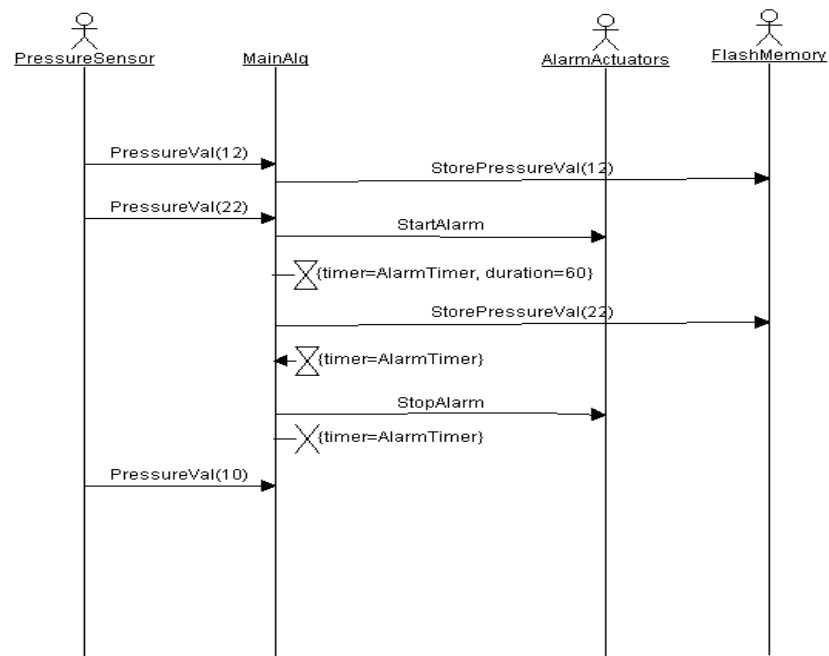 PressureSensor
MainAlg
AlarmActuators
FlashMemory
PressureVal(12)
StorePressureVal(12)
PressureVal(22)
StartAlarm
{timer=AlarmTimer, duration=60}
StorePressureVal(22)
{timer=AlarmTimer}
StopAlarm
{timer=AlarmTimer}
PressureVal(10)